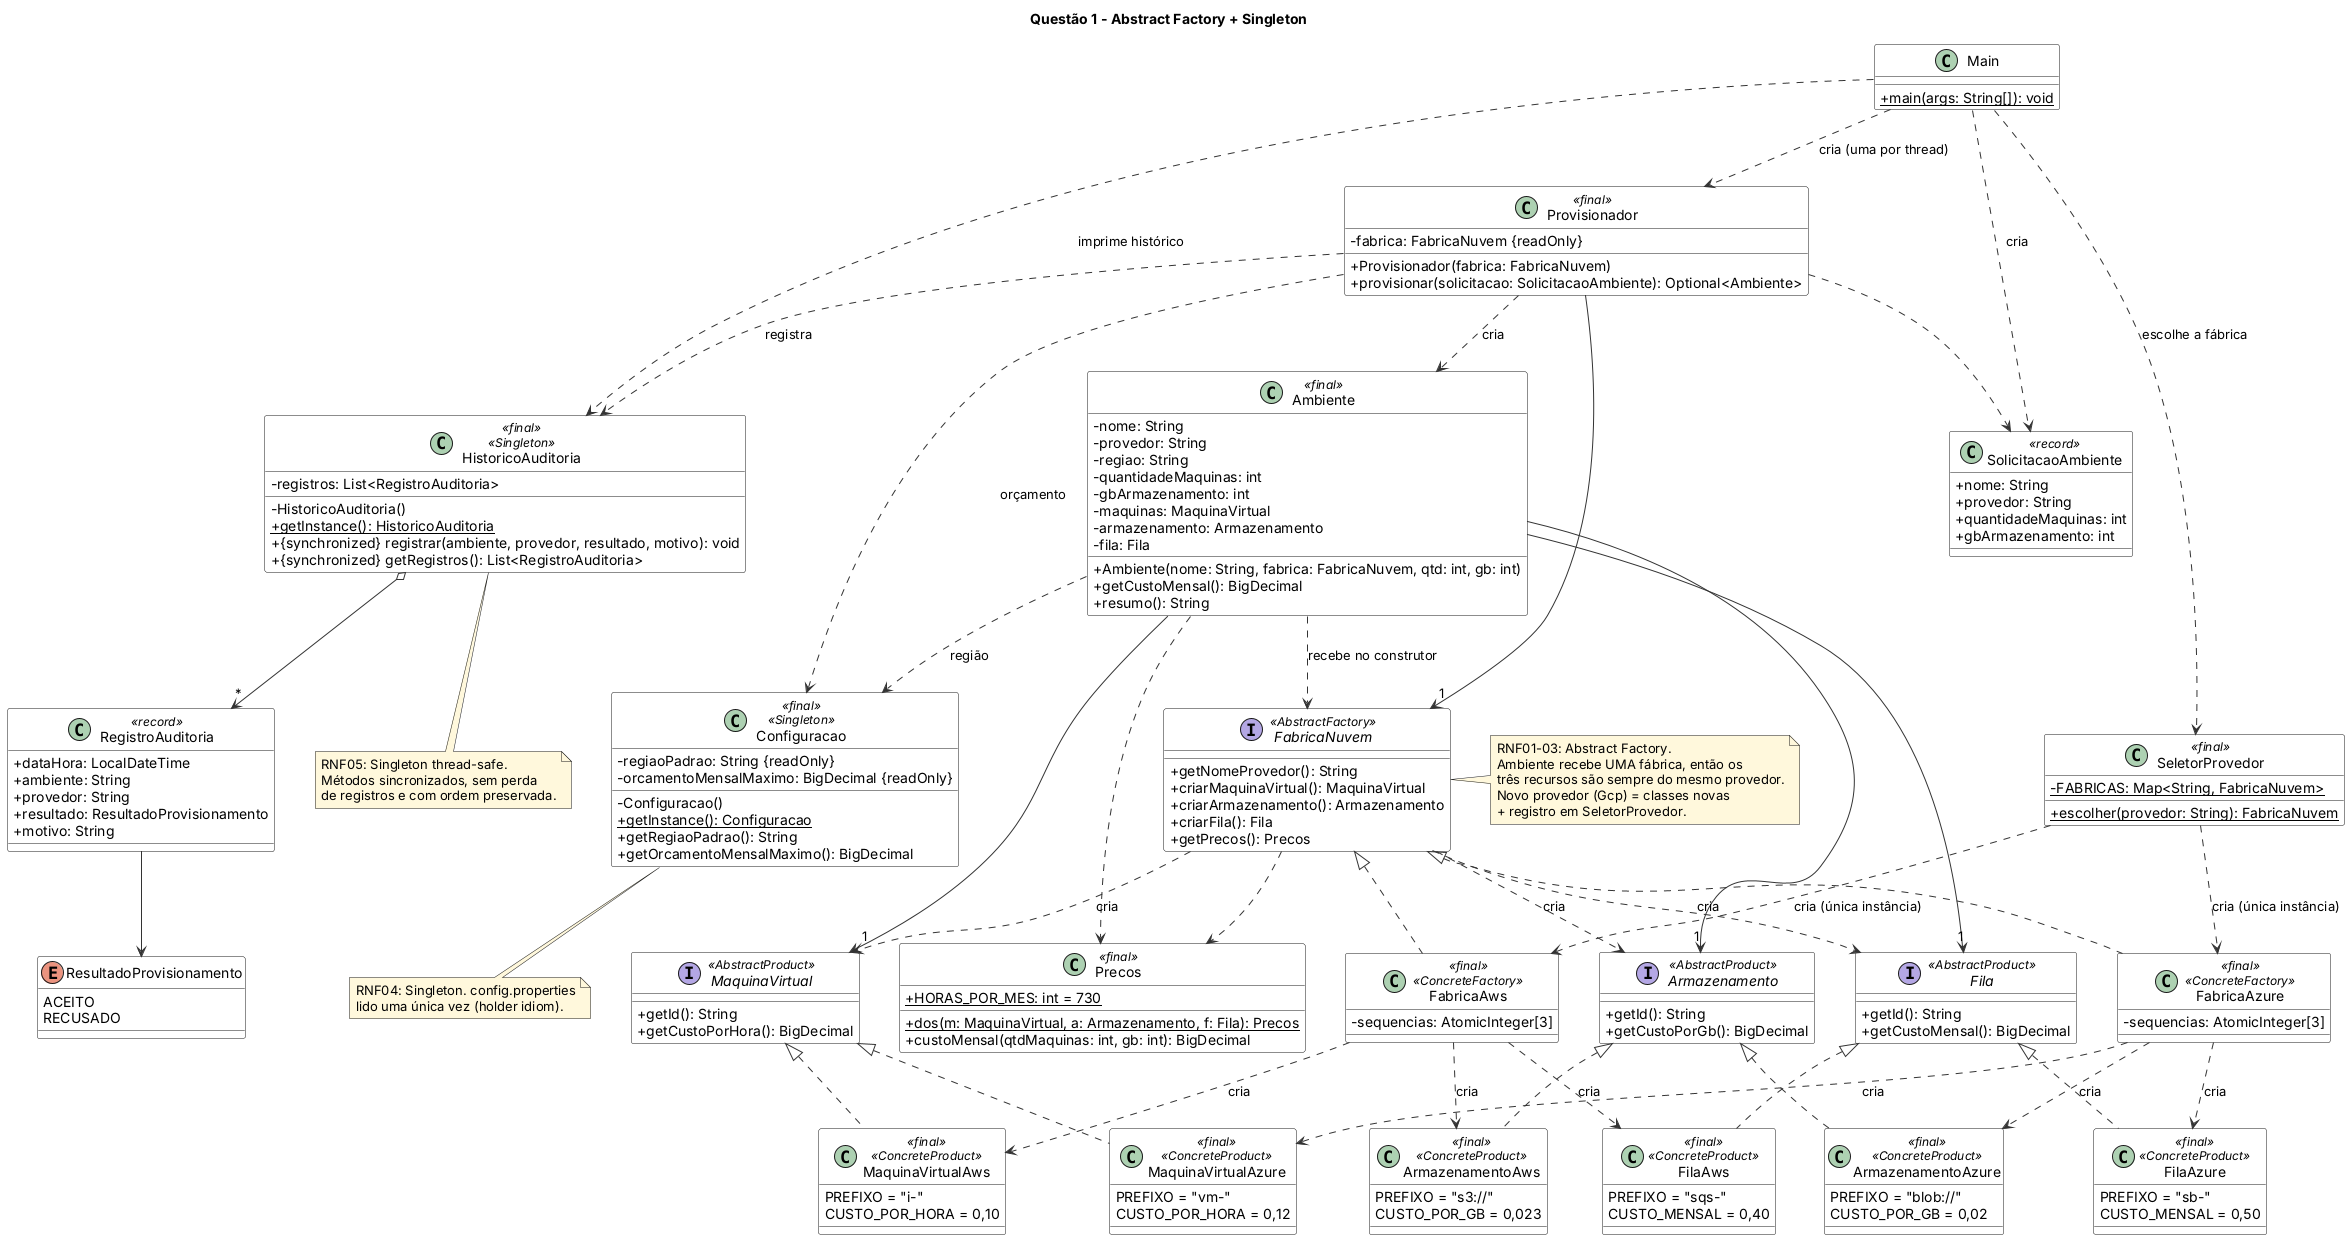 Questão 1 - Abstract Factory + Singleton
Main
+main(args: String[]): void
cria (uma por thread)
«final»
Provisionador
-fabrica: FabricaNuvem {readOnly}
+Provisionador(fabrica: FabricaNuvem)
+provisionar(solicitacao: SolicitacaoAmbiente): Optional<Ambiente>
imprime histórico
cria
registra
cria
escolhe a fábrica
«final»
Ambiente
-nome: String
-provedor: String
-regiao: String
-quantidadeMaquinas: int
-gbArmazenamento: int
-maquinas: MaquinaVirtual
-armazenamento: Armazenamento
-fila: Fila
+Ambiente(nome: String, fabrica: FabricaNuvem, qtd: int, gb: int)
+getCustoMensal(): BigDecimal
+resumo(): String
«final»
«Singleton»
HistoricoAuditoria
-registros: List<RegistroAuditoria>
-HistoricoAuditoria()
+getInstance(): HistoricoAuditoria
+{synchronized} registrar(ambiente, provedor, resultado, motivo): void
+{synchronized} getRegistros(): List<RegistroAuditoria>
orçamento
«record»
SolicitacaoAmbiente
+nome: String
+provedor: String
+quantidadeMaquinas: int
+gbArmazenamento: int
região
recebe no construtor
*
1
«record»
RegistroAuditoria
+dataHora: LocalDateTime
+ambiente: String
+provedor: String
+resultado: ResultadoProvisionamento
+motivo: String
RNF05: Singleton thread-safe.
Métodos sincronizados, sem perda
de registros e com ordem preservada.
«final»
«Singleton»
Configuracao
-regiaoPadrao: String {readOnly}
-orcamentoMensalMaximo: BigDecimal {readOnly}
-Configuracao()
+getInstance(): Configuracao
+getRegiaoPadrao(): String
+getOrcamentoMensalMaximo(): BigDecimal
«AbstractFactory»
FabricaNuvem
+getNomeProvedor(): String
+criarMaquinaVirtual(): MaquinaVirtual
+criarArmazenamento(): Armazenamento
+criarFila(): Fila
+getPrecos(): Precos
RNF01-03: Abstract Factory.
Ambiente recebe UMA fábrica, então os
três recursos são sempre do mesmo provedor.
Novo provedor (Gcp) = classes novas
+ registro em SeletorProvedor.
«final»
SeletorProvedor
-FABRICAS: Map<String, FabricaNuvem>
+escolher(provedor: String): FabricaNuvem
cria
cria
cria
cria (única instância)
cria (única instância)
1
1
1
ResultadoProvisionamento
ACEITO
RECUSADO
RNF04: Singleton. config.properties
lido uma única vez (holder idiom).
«AbstractProduct»
MaquinaVirtual
+getId(): String
+getCustoPorHora(): BigDecimal
«final»
Precos
+HORAS_POR_MES: int = 730
+dos(m: MaquinaVirtual, a: Armazenamento, f: Fila): Precos
+custoMensal(qtdMaquinas: int, gb: int): BigDecimal
«final»
«ConcreteFactory»
FabricaAws
-sequencias: AtomicInteger[3]
«AbstractProduct»
Armazenamento
+getId(): String
+getCustoPorGb(): BigDecimal
«AbstractProduct»
Fila
+getId(): String
+getCustoMensal(): BigDecimal
«final»
«ConcreteFactory»
FabricaAzure
-sequencias: AtomicInteger[3]
cria
cria
cria
cria
cria
cria
«final»
«ConcreteProduct»
MaquinaVirtualAws
PREFIXO = "i-"
CUSTO_POR_HORA = 0,10
«final»
«ConcreteProduct»
MaquinaVirtualAzure
PREFIXO = "vm-"
CUSTO_POR_HORA = 0,12
«final»
«ConcreteProduct»
ArmazenamentoAws
PREFIXO = "s3://"
CUSTO_POR_GB = 0,023
«final»
«ConcreteProduct»
FilaAws
PREFIXO = "sqs-"
CUSTO_MENSAL = 0,40
«final»
«ConcreteProduct»
ArmazenamentoAzure
PREFIXO = "blob://"
CUSTO_POR_GB = 0,02
«final»
«ConcreteProduct»
FilaAzure
PREFIXO = "sb-"
CUSTO_MENSAL = 0,50